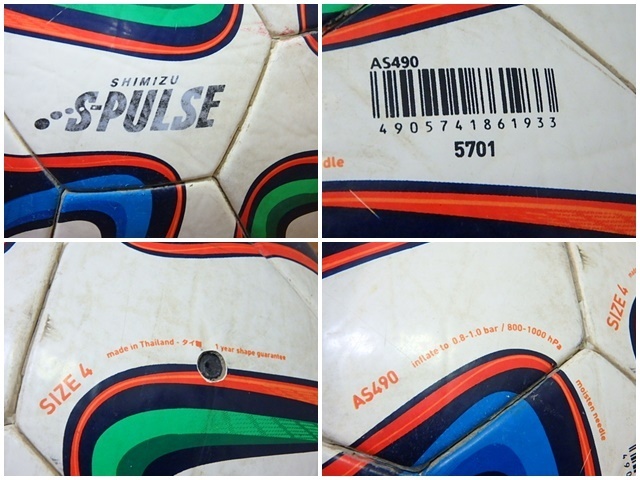 SHIMIZU
S-PULSE
AS490
4905741861933
5701
dle
SIZE 4
made in Thailand - タイ製
1 year shape guarantee
AS490
inflate to 0.8-1.0 bar / 800-1000 hPa
SIZE 4
moisten needle